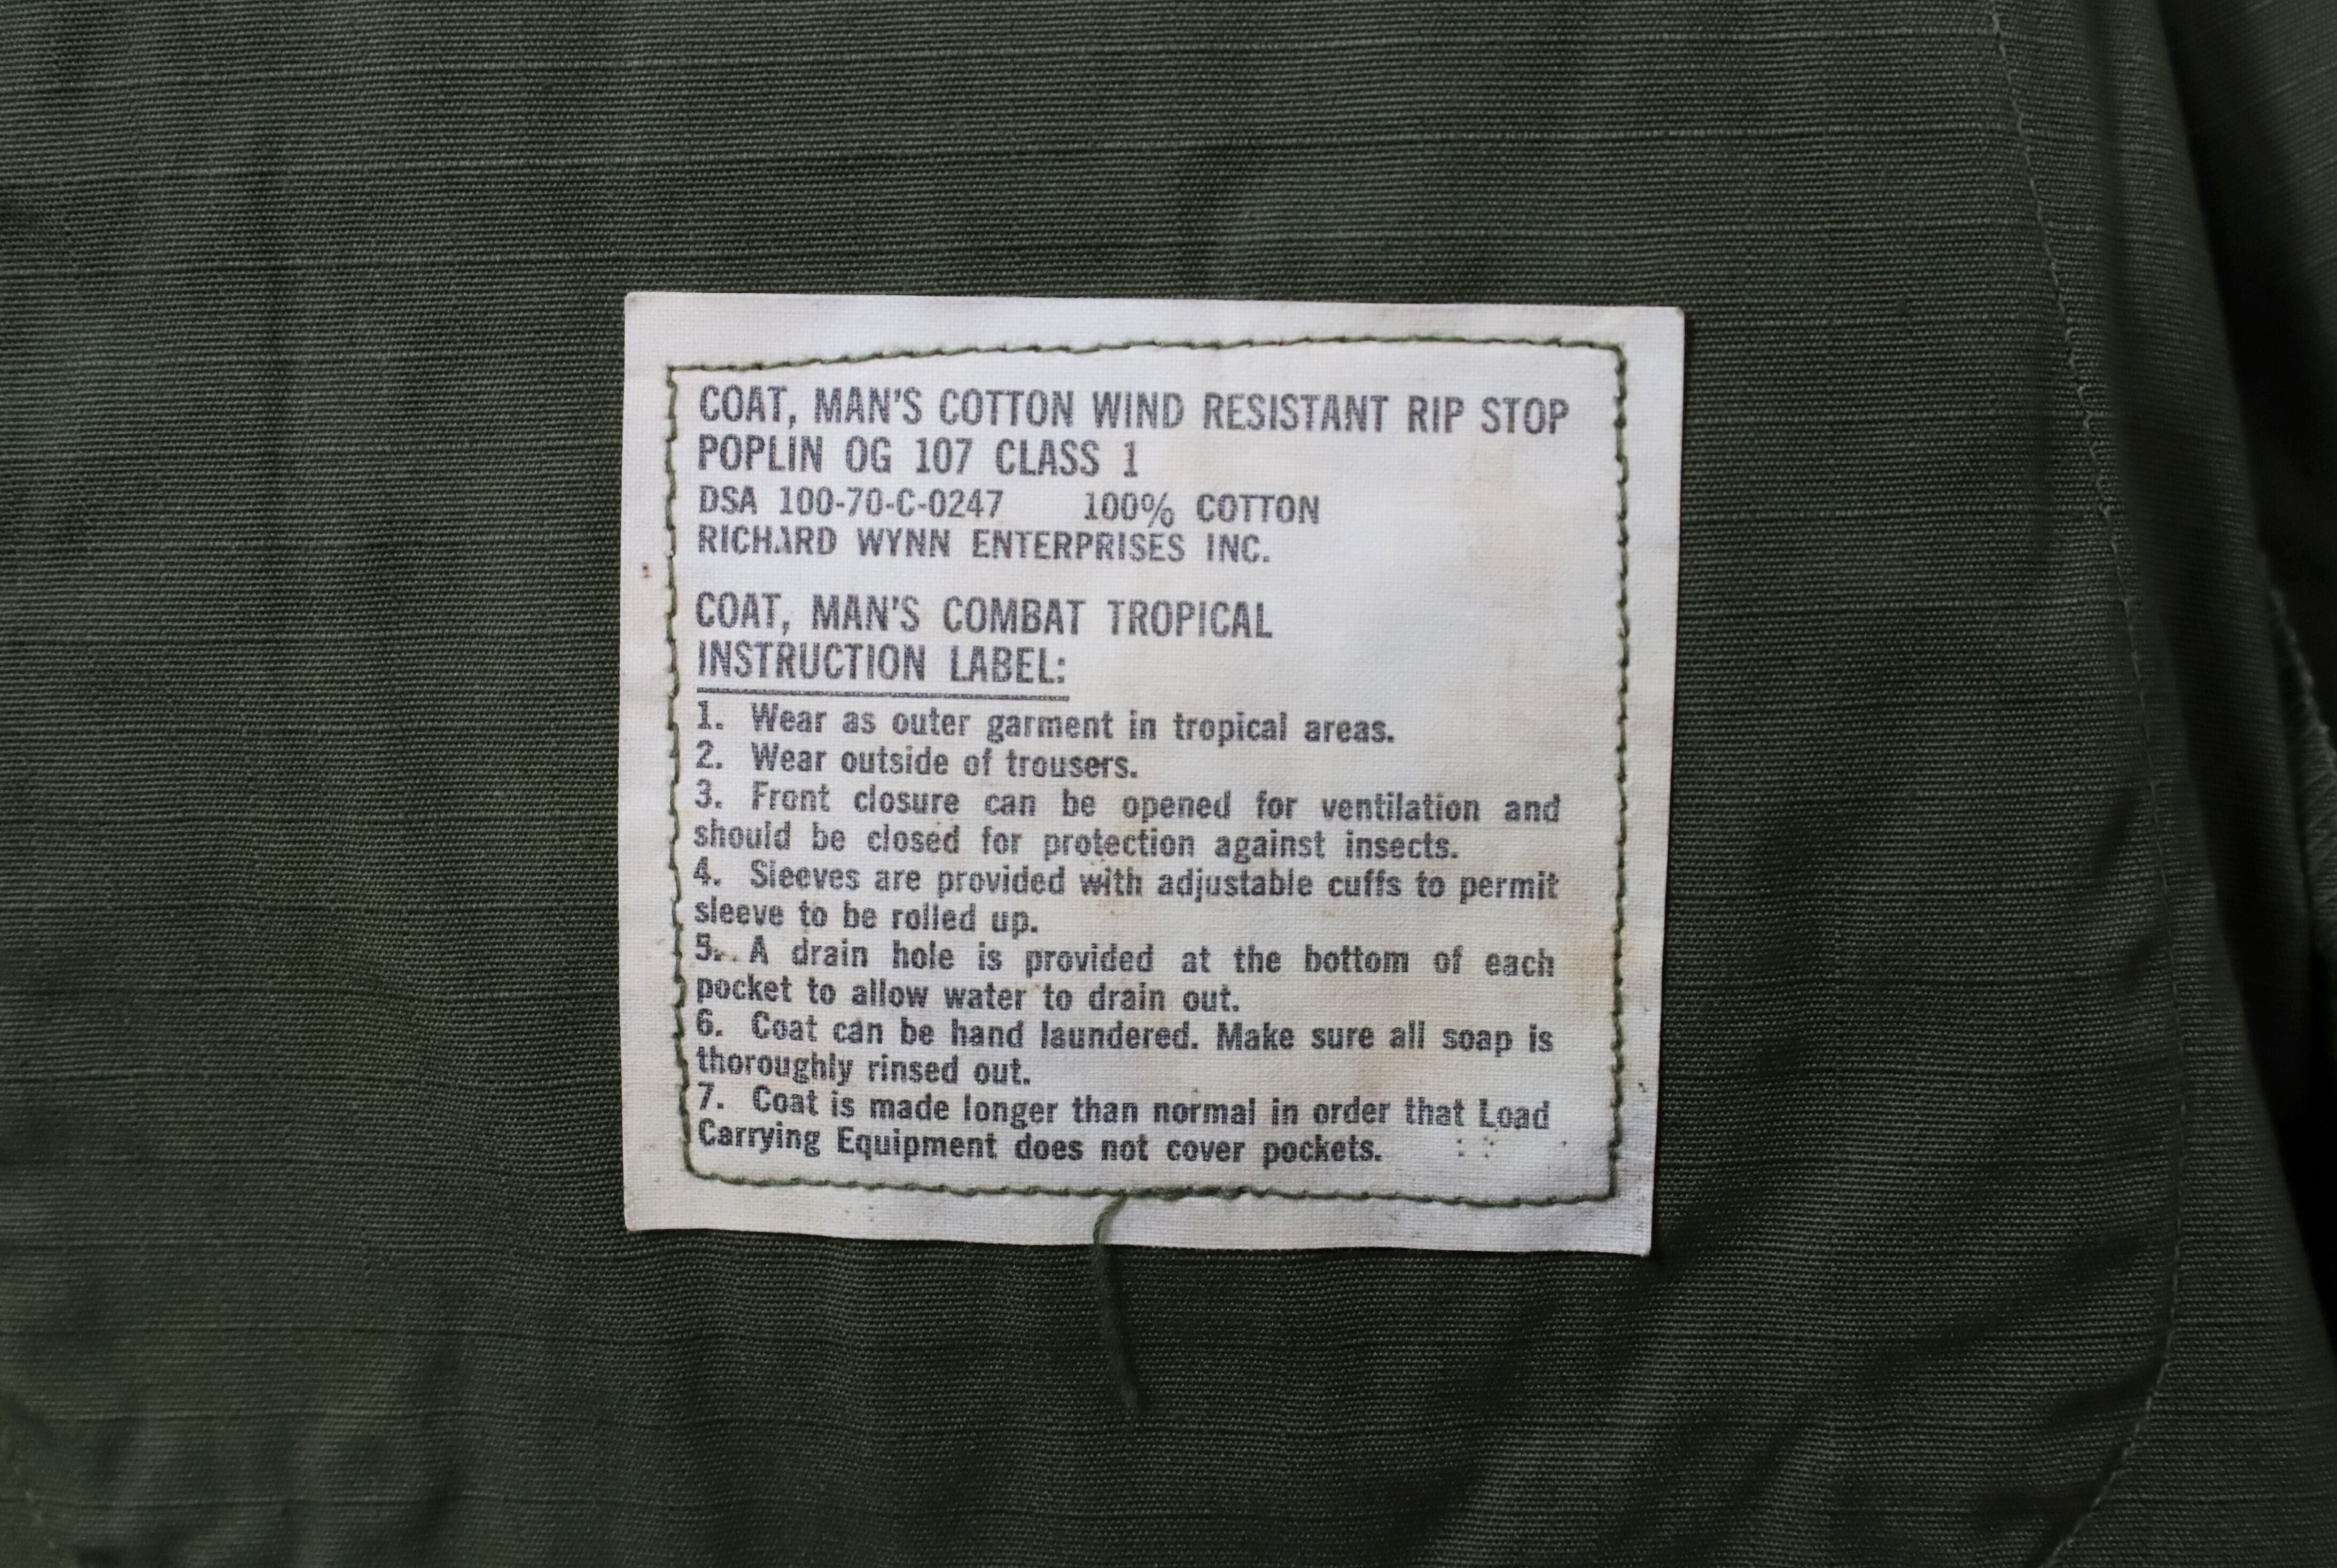 COAT, MAN'S COTTON WIND RESISTANT RIP STOP
POPLIN OG 107 CLASS 1
DSA 100-70-C-0247 100% COTTON
RICHARD WYNN ENTERPRISES INC.
COAT, MAN'S COMBAT TROPICAL
INSTRUCTION LABEL:
1. Wear as outer garment in tropical areas.
2. Wear outside of trousers.
3. Front closure can be opened for ventilation and
should be closed for protection against insects.
4. Sleeves are provided with adjustable cuffs to permit
sleeve to be rolled up.
5. A drain hole is provided at the bottom of each
pocket to allow water to drain out.
6. Coat can be hand laundered. Make sure all soap is
thoroughly rinsed out.
7. Coat is made longer than normal in order that Load
Carrying Equipment does not cover pockets.